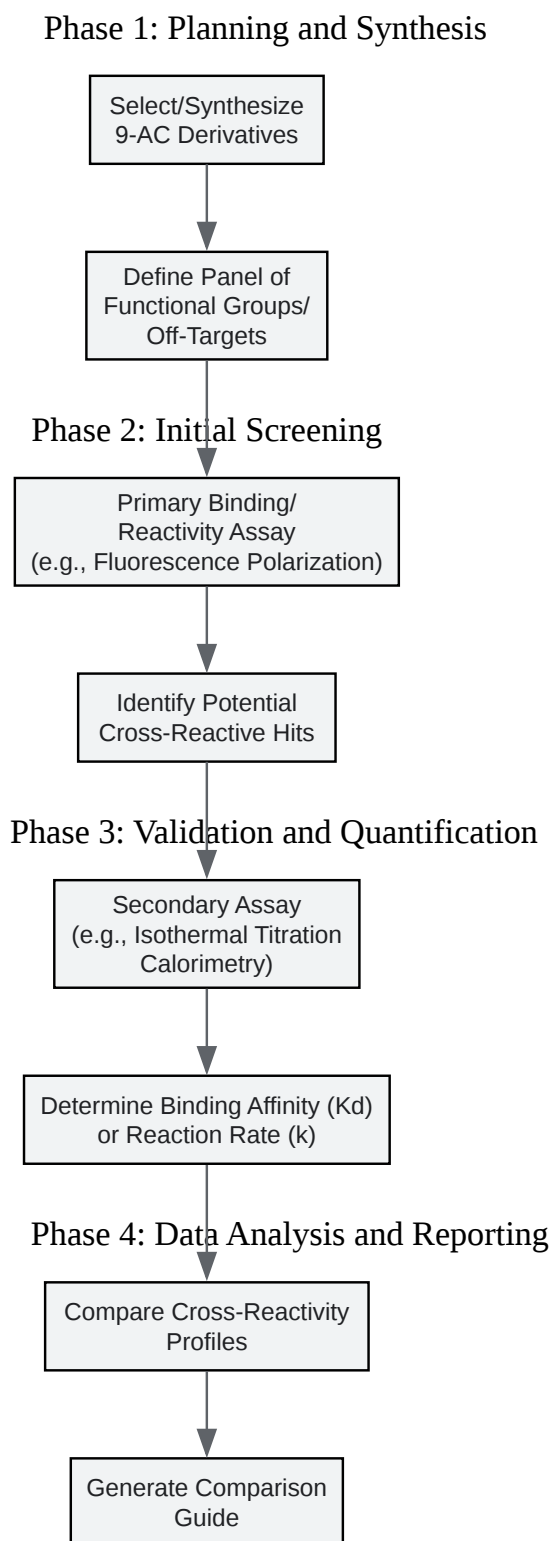 Phase 1: Planning and Synthesis
Select/Synthesize
9-AC Derivatives
Define Panel of
Functional Groups/
Off-Targets
Phase 2: Initial Screening
Primary Binding/
Reactivity Assay
(e.g., Fluorescence Polarization)
Identify Potential
Cross-Reactive Hits
Phase 3: Validation and Quantification
Secondary Assay
(e.g., Isothermal Titration
Calorimetry)
Determine Binding Affinity (Kd)
or Reaction Rate (k)
Phase 4: Data Analysis and Reporting
Compare Cross-Reactivity
Profiles
Generate Comparison
Guide